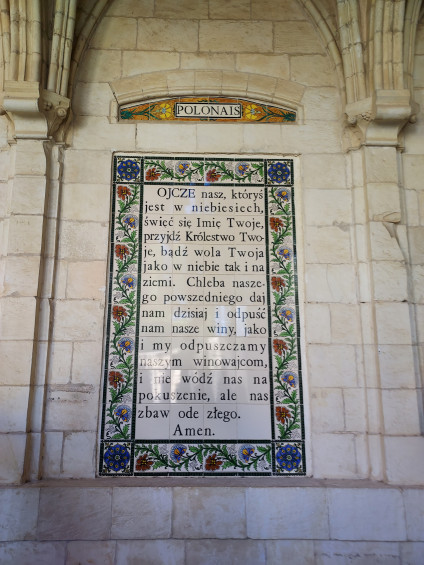 POLONAIS
OJCZE nasz, któryś
jest w niebiesiech,
święć się Imię Twoje,
przyjdź Królestwo Two-
je, bądź wola Twoja
jako w niebie tak i na
ziemi. Chleba nasze-
go powszedniego daj
nam dzisiaj i odpuść
nam nasze winy, jako
i my odpuszczamy
naszym winowajcom,
i nie wódź nas na
pokuszenie, ale nas
zbaw ode złego.
Amen.